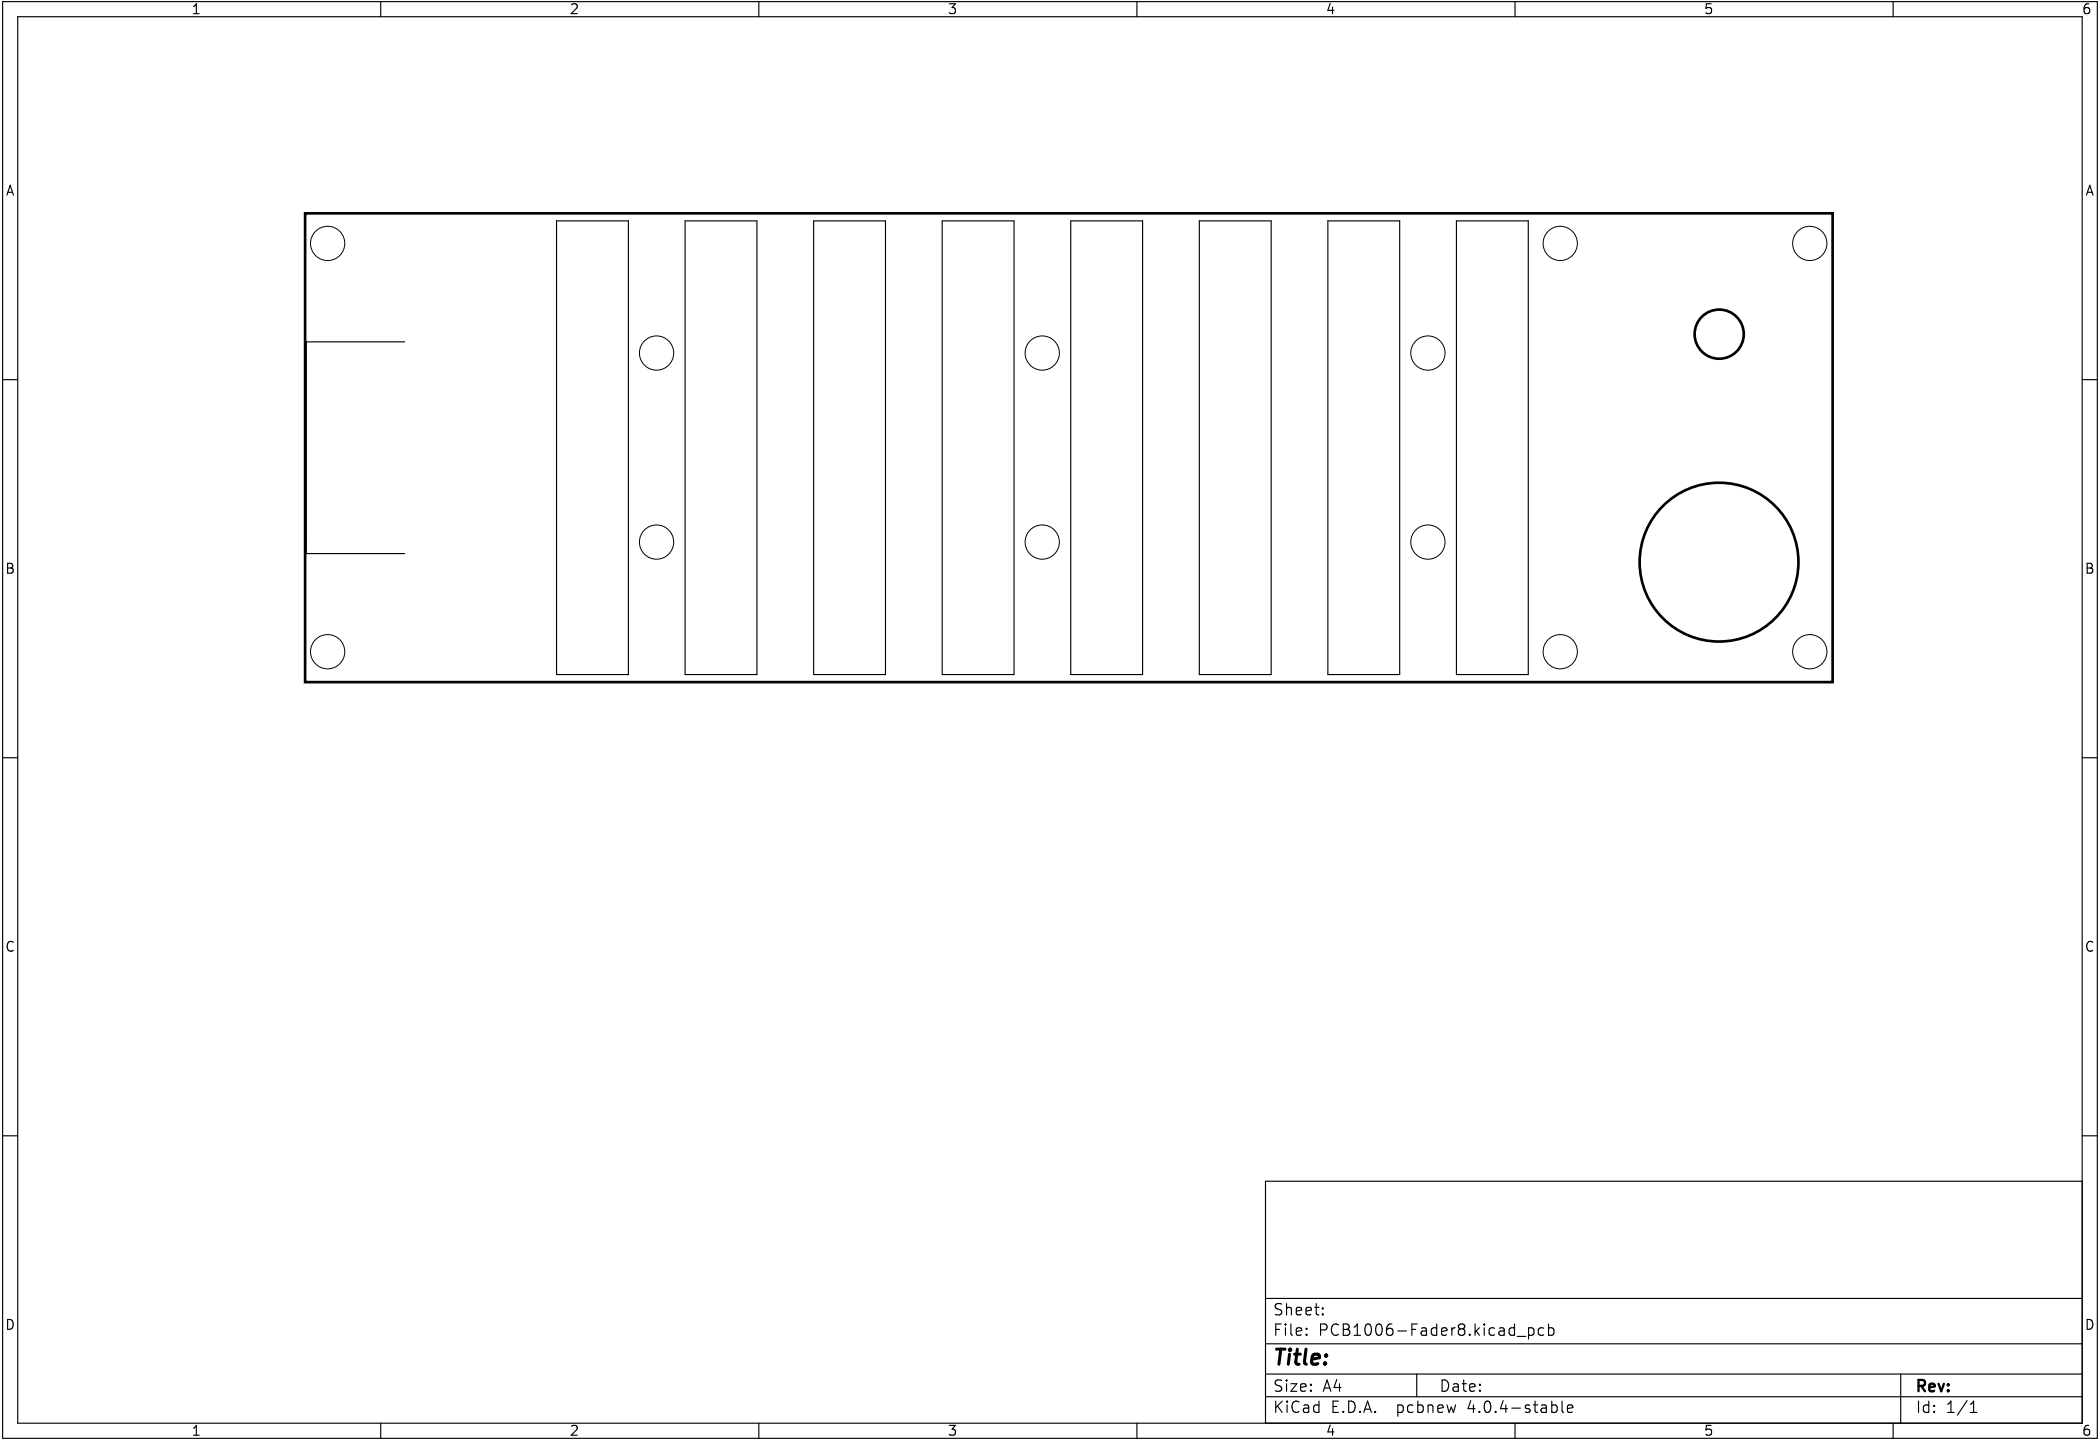 1 2 3 4 5 6
A A
B B
C C
Sheet:
File: PCB1006-Fader8.kicad_pcb
D D
Title:
Size: A4 Date: Rev:
KiCad E.D.A. pcbnew 4.0.4-stable Id: 1/1
1 2 3 4 5 6